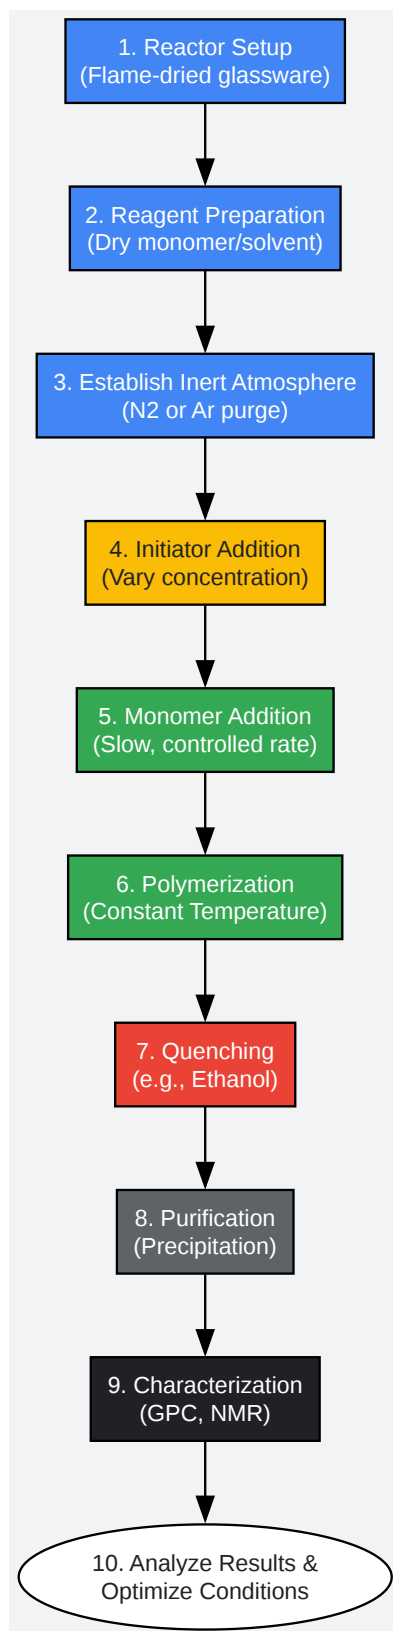 1. Reactor Setup
(Flame-dried glassware)
2. Reagent Preparation
(Dry monomer/solvent)
3. Establish Inert Atmosphere
(N2 or Ar purge)
4. Initiator Addition
(Vary concentration)
5. Monomer Addition
(Slow, controlled rate)
6. Polymerization
(Constant Temperature)
7. Quenching
(e.g., Ethanol)
8. Purification
(Precipitation)
9. Characterization
(GPC, NMR)
10. Analyze Results &
Optimize Conditions